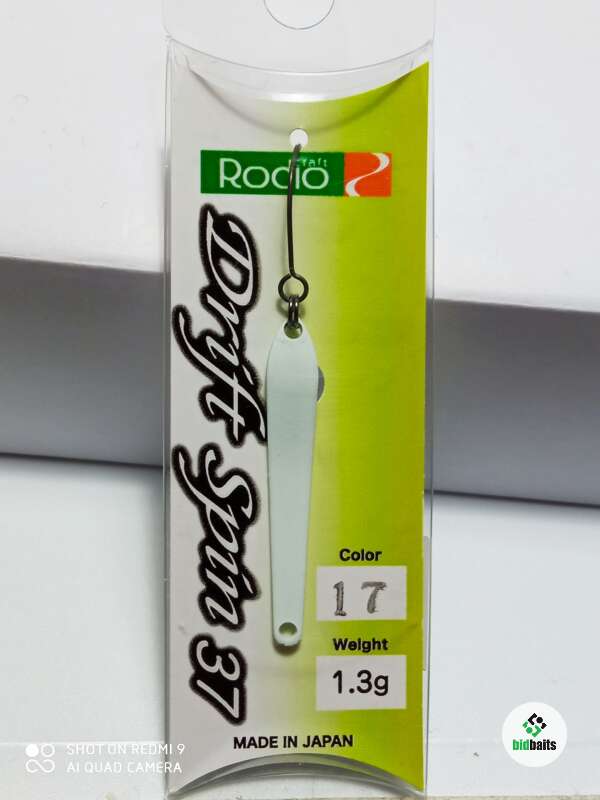 Craft
Rodio
Drift Spin 37
Color
17
Weight
1.3g
MADE IN JAPAN
SHOT ON REDMI 9
AI QUAD CAMERA
bidbaits